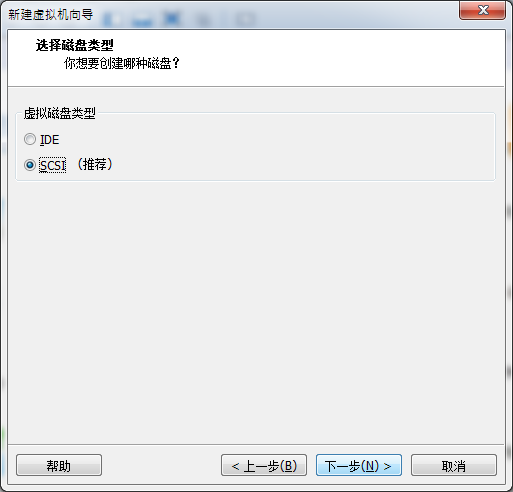 新建虚拟机向导
选择磁盘类型
你想要创建哪种磁盘？
虚拟磁盘类型
IDE
SCSI （推荐）
帮助 < 上一步(B) 下一步(N) > 取消